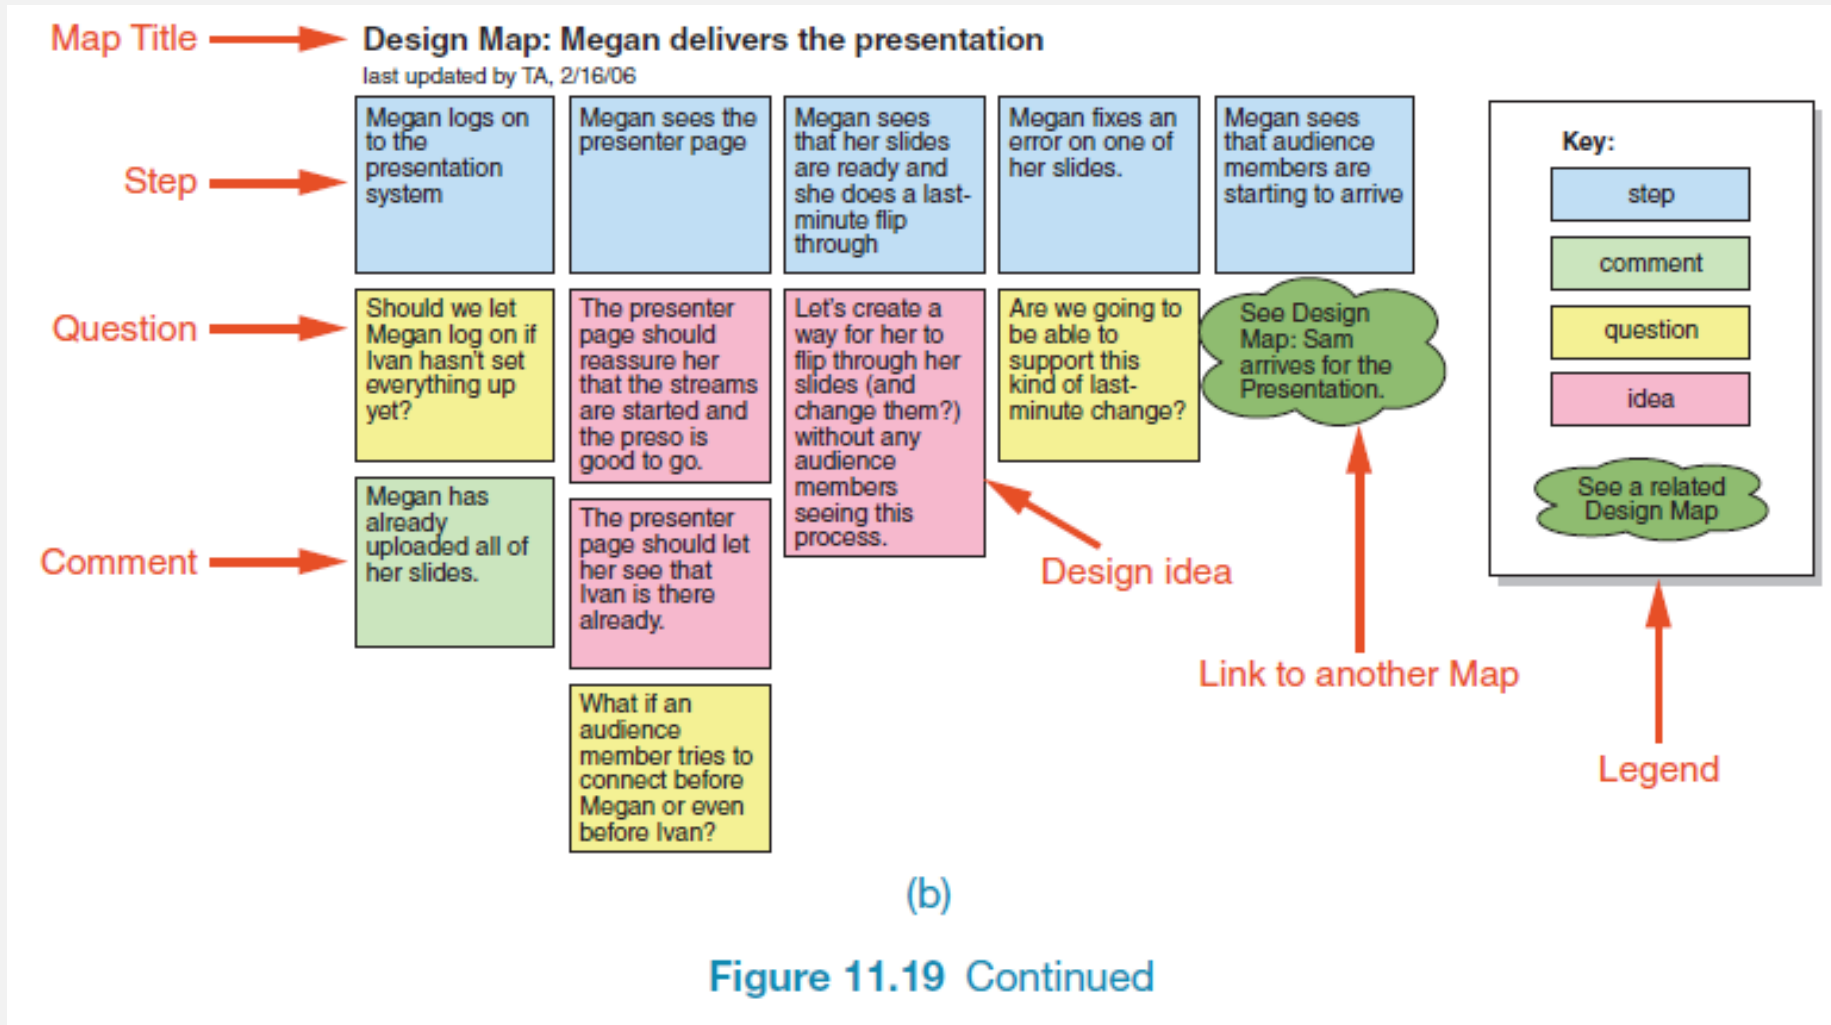 Map Title
Design Map: Megan delivers the presentation
last updated by TA, 2/16/06
Step
Megan logs on
to the
presentation
system
Megan sees the
presenter page
Megan sees
that her slides
are ready and
she does a last-
minute flip
through
Megan fixes an
error on one of
her slides.
Megan sees
that audience
members are
starting to arrive
Question
Should we let
Megan log on if
Ivan hasn't set
everything up
yet?
The presenter
page should
reassure her
that the streams
are started and
the preso is
good to go.
Let's create a
way for her to
flip through her
slides (and
change them?)
without any
audience
members
seeing this
process.
Are we going to
be able to
support this
kind of last-
minute change?
See Design
Map: Sam
arrives for the
Presentation.
Comment
Megan has
already
uploaded all of
her slides.
The presenter
page should let
her see that
Ivan is there
already.
What if an
audience
member tries to
connect before
Megan or even
before Ivan?
Design idea
Link to another Map
Key:
step
comment
question
idea
See a related
Design Map
Legend
(b)
Figure 11.19 Continued